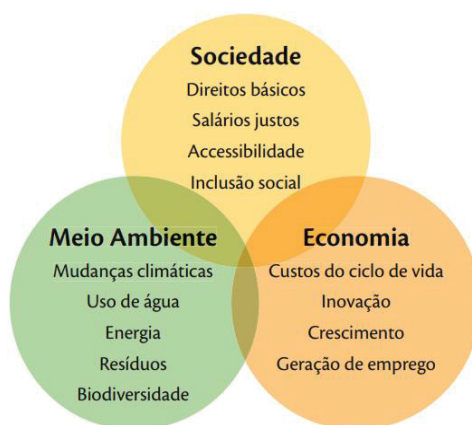 Sociedade
Direitos básicos
Salários justos
Accessibilidade
Inclusão social
Meio Ambiente
Mudanças climáticas
Uso de água
Energia
Resíduos
Biodiversidade
Economia
Custos do ciclo de vida
Inovação
Crescimento
Geração de emprego